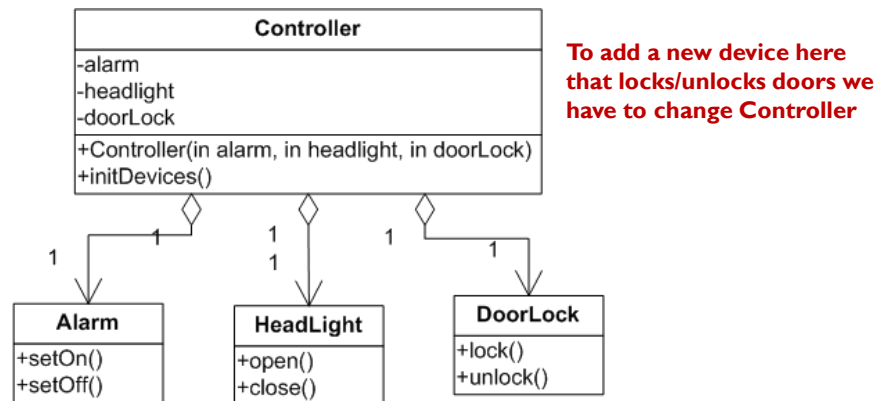 Controller
-alarm
-headlight
-doorLock
+Controller(in alarm, in headlight, in doorLock)
+initDevices()
To add a new device here
that locks/unlocks doors we
have to change Controller
1
1
1
1
1
1
Alarm
+setOn()
+setOff()
HeadLight
+open()
+close()
DoorLock
+lock()
+unlock()